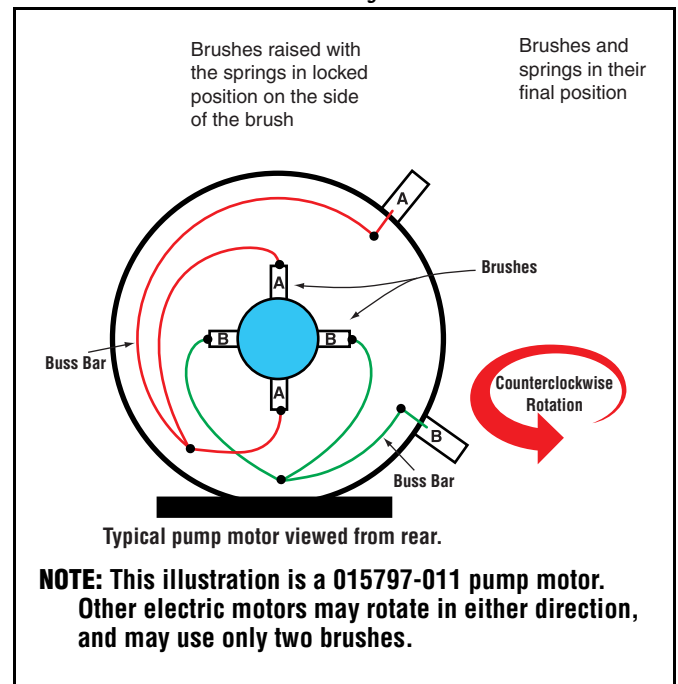 Brushes raised with
the springs in locked
position on the side
of the brush
Brushes and
springs in their
final position
A
A
Brushes
B
B
Buss Bar
A
Counterclockwise
Rotation
B
Buss Bar
Typical pump motor viewed from rear.
NOTE: This illustration is a 015797-011 pump motor.
Other electric motors may rotate in either direction,
and may use only two brushes.